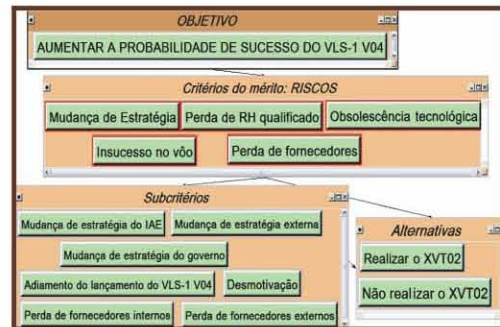 OBJETIVO
AUMENTAR A PROBABILIDADE DE SUCESSO DO VLS-1 V04
Critérios do mérito: RISCOS
Mudança de Estratégia
Perda de RH qualificado
Obsolescência tecnológica
Insucesso no vôo
Perda de fornecedores
Subcritérios
Mudança de estratégia do IAE
Mudança de estratégia externa
Mudança de estratégia do governo
Adiamento do lançamento do VLS-1 V04
Desmotivação
Perda de fornecedores internos
Perda de fornecedores externos
Alternativas
Realizar o XVT02
Não realizar o XVT02